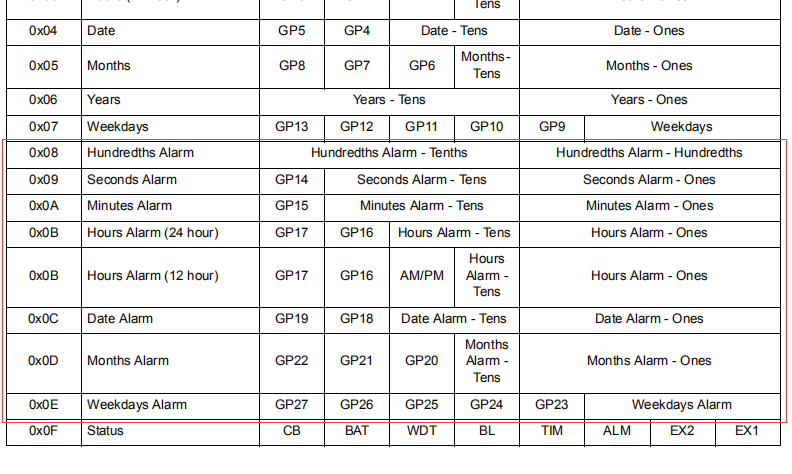 Tens
0x04 Date GP5 GP4 Date - Tens Date - Ones
0x05 Months GP8 GP7 GP6 Months-
Tens Months - Ones
0x06 Years Years - Tens Years - Ones
0x07 Weekdays GP13 GP12 GP11 GP10 GP9 Weekdays
0x08 Hundredths Alarm Hundredths Alarm - Tenths Hundredths Alarm - Hundredths
0x09 Seconds Alarm GP14 Seconds Alarm - Tens Seconds Alarm - Ones
0x0A Minutes Alarm GP15 Minutes Alarm - Tens Minutes Alarm - Ones
0x0B Hours Alarm (24 hour) GP17 GP16 Hours Alarm - Tens Hours Alarm - Ones
0x0B Hours Alarm (12 hour) GP17 GP16 AM/PM Hours
Alarm -
Tens Hours Alarm - Ones
0x0C Date Alarm GP19 GP18 Date Alarm - Tens Date Alarm - Ones
0x0D Months Alarm GP22 GP21 GP20 Months
Alarm -
Tens Months Alarm - Ones
0x0E Weekdays Alarm GP27 GP26 GP25 GP24 GP23 Weekdays Alarm
0x0F Status CB BAT WDT BL TIM ALM EX2 EX1